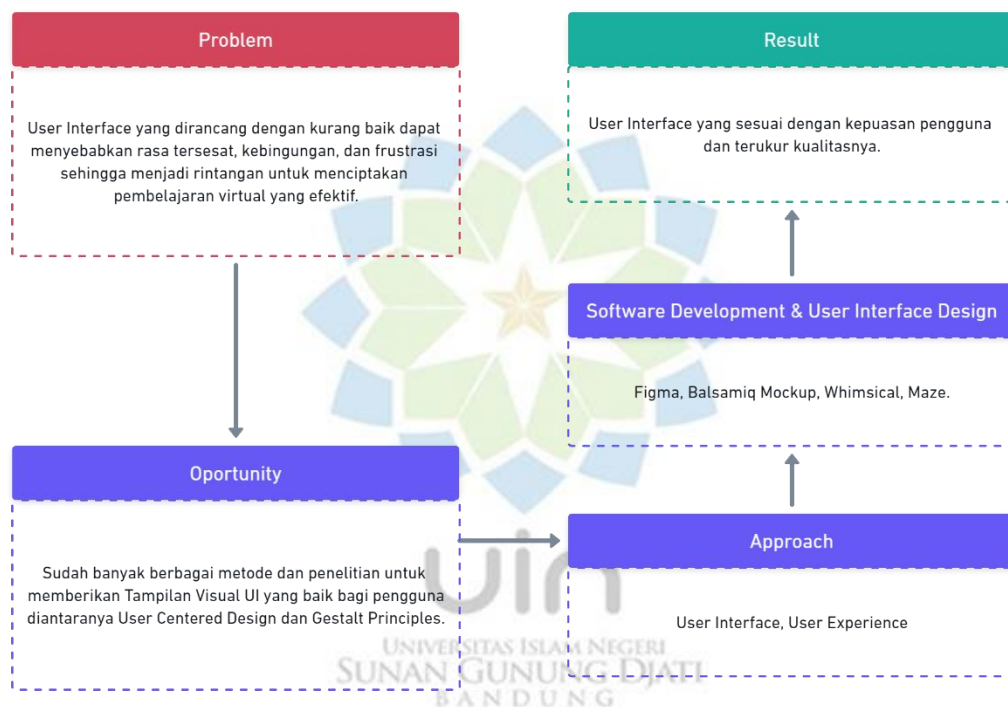 Problem
User Interface yang dirancang dengan kurang baik dapat
menyebabkan rasa tersesat, kebingungan, dan frustrasi
sehingga menjadi rintangan untuk menciptakan
pembelajaran virtual yang efektif.
Oportunity
Sudah banyak berbagai metode dan penelitian untuk
memberikan Tampilan Visual UI yang baik bagi pengguna
diantaranya User Centered Design dan Gestalt Principles.
Approach
User Interface, User Experience
Software Development & User Interface Design
Figma, Balsamiq Mockup, Whimsical, Maze.
Result
User Interface yang sesuai dengan kepuasan pengguna
dan terukur kualitasnya.
uin
UNIVERSITAS ISLAM NEGERI
SUNAN GUNUNG DJATI
BANDUNG